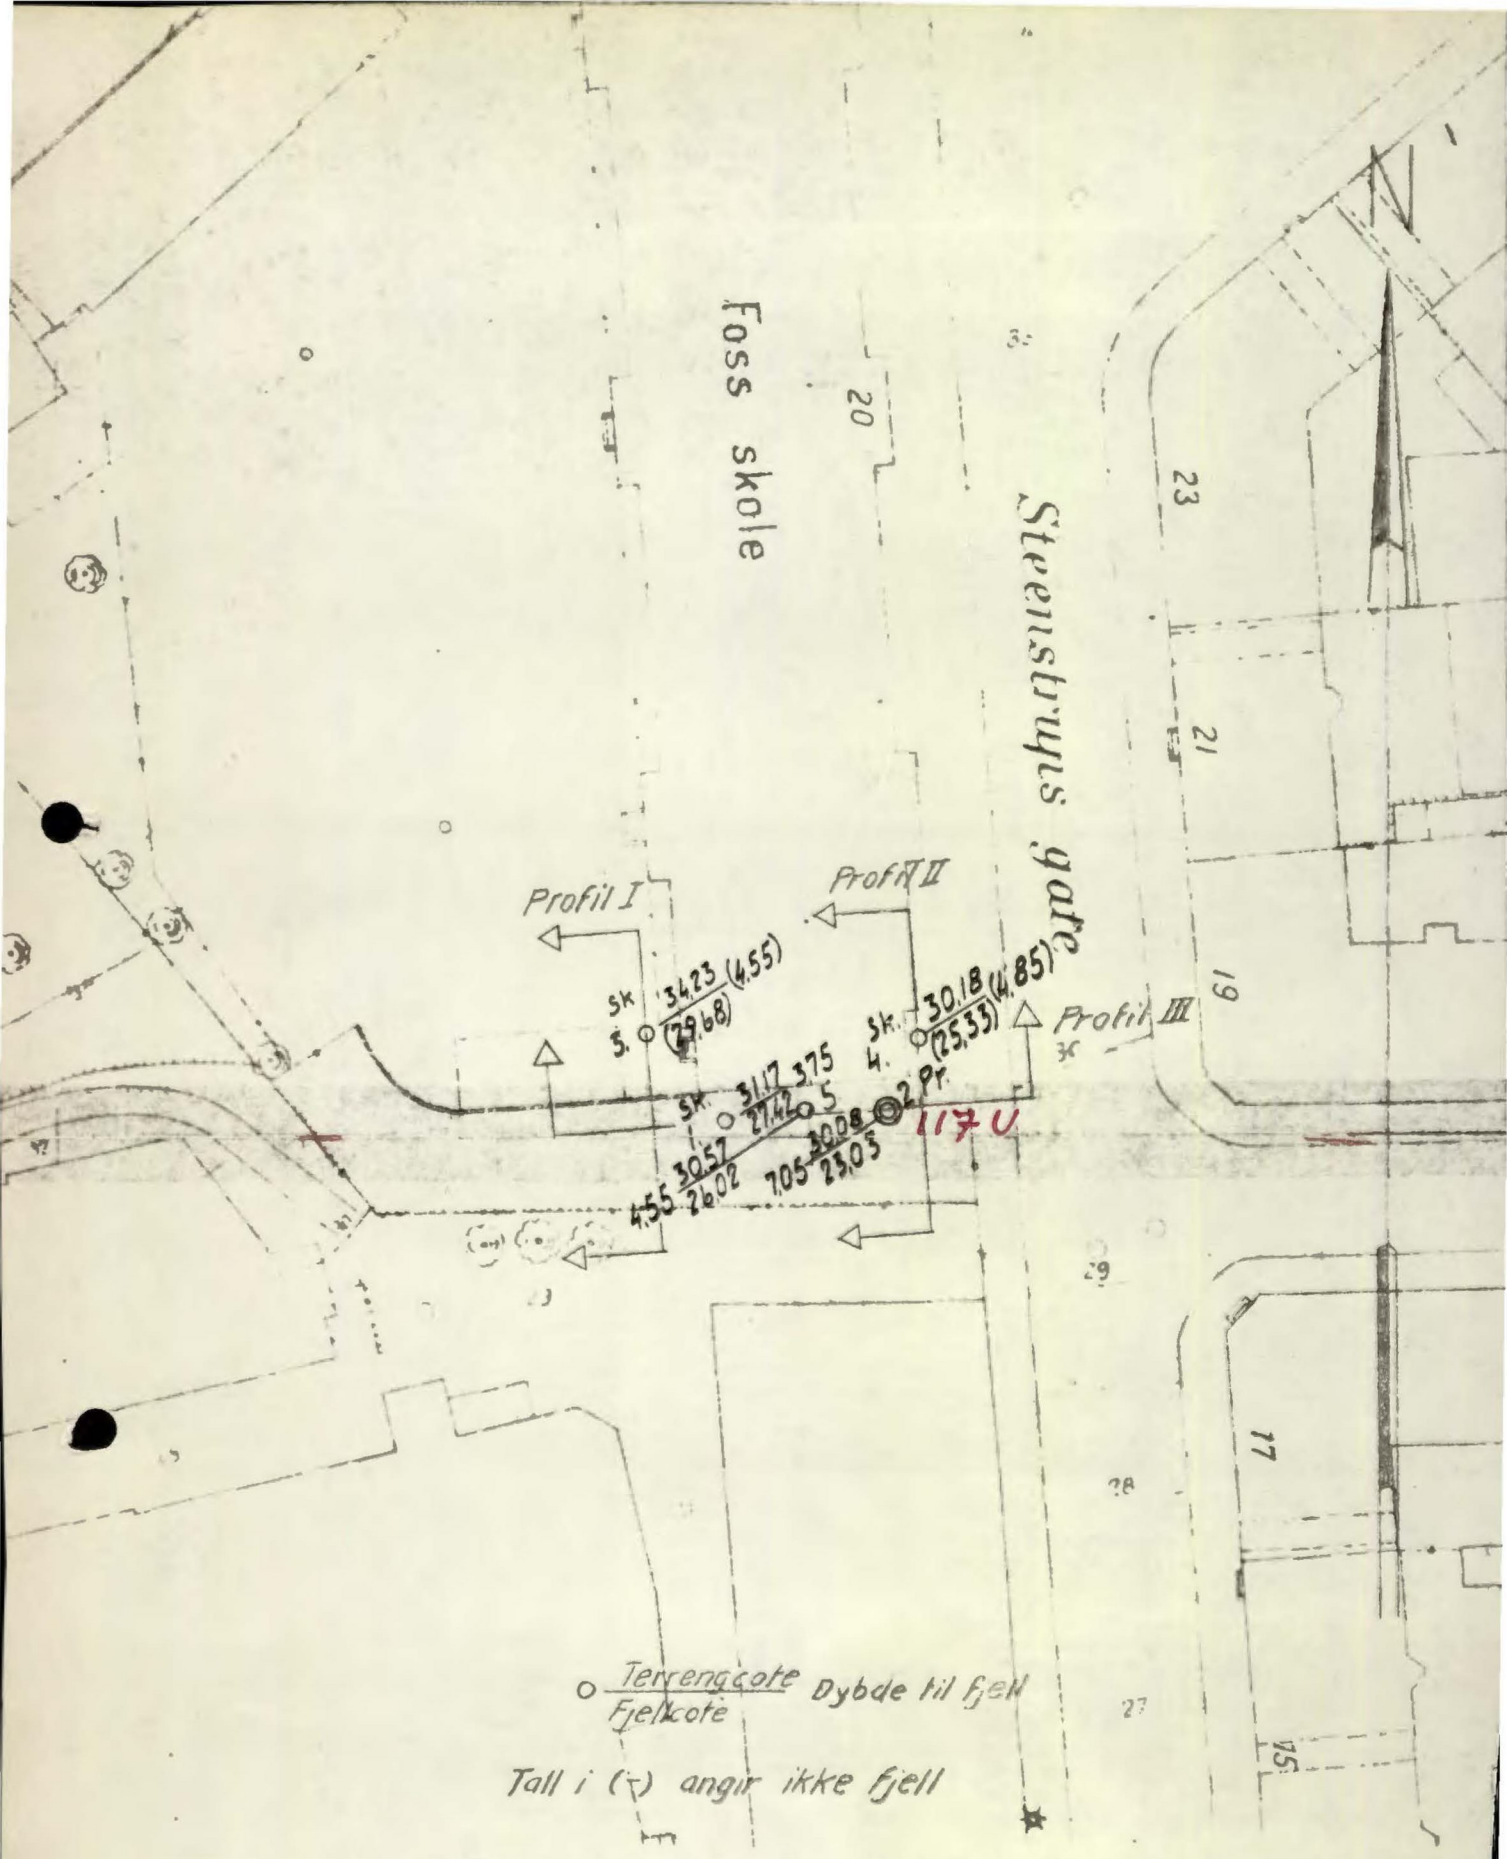 N
Foss skole
20
23
Steenstrups gate
21
Profil I
Profil II
19
Sk
3.
34.23 (4.55)
(29.68)
Sk.
4.
30.18 (4.85)
(25.33)
Profil III
Sk.
1.
31.17 3.75
27.42
5
2 Pr.
117 U
4.55 30.57
26.02
7.05 30.08
23.03
29
17
28
Terrengcote Dybde til fjell
Fjellcote
27
15
Tall i (-) angir ikke fjell